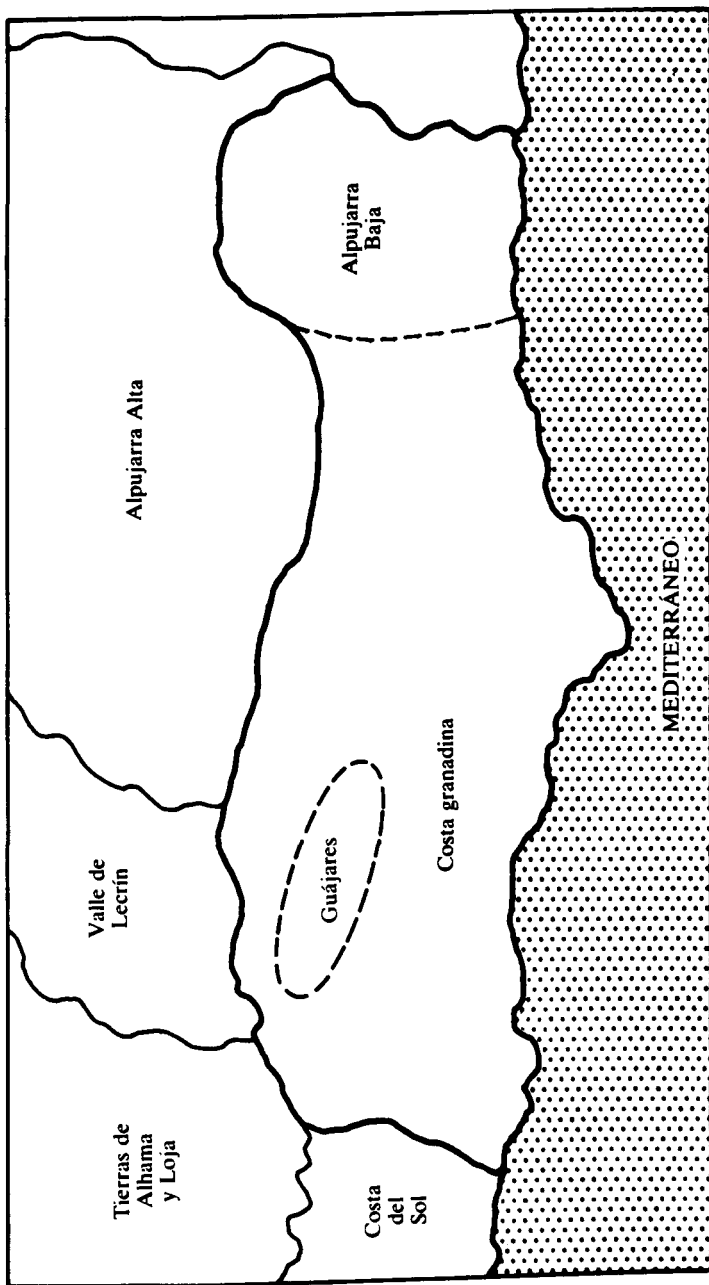 Tierras de
Alhama
y Loja
Valle de
Lecrín
Alpujarra Alta
Costa
del
Sol
Guájares
Costa granadina
Alpujarra
Baja
MEDITERRÁNEO